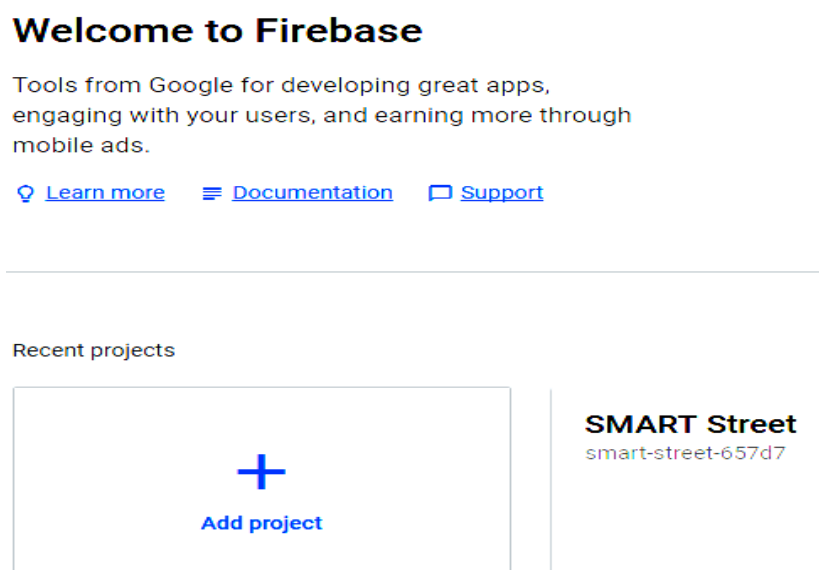 Welcome to Firebase
Tools from Google for developing great apps,
engaging with your users, and earning more through
mobile ads.
Learn more Documentation Support
Recent projects
SMART Street
smart-street-657d7
Add project